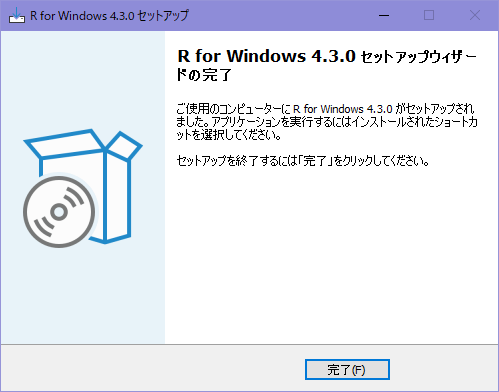 R for Windows 4.3.0 セットアップ
R for Windows 4.3.0 セットアップウィザー
ドの完了
ご使用のコンピューターに R for Windows 4.3.0 がセットアップされ
ました。アプリケーションを実行するにはインストールされたショートカ
ットを選択してください。
セットアップを終了するには「完了」をクリックしてください。
完了(F)